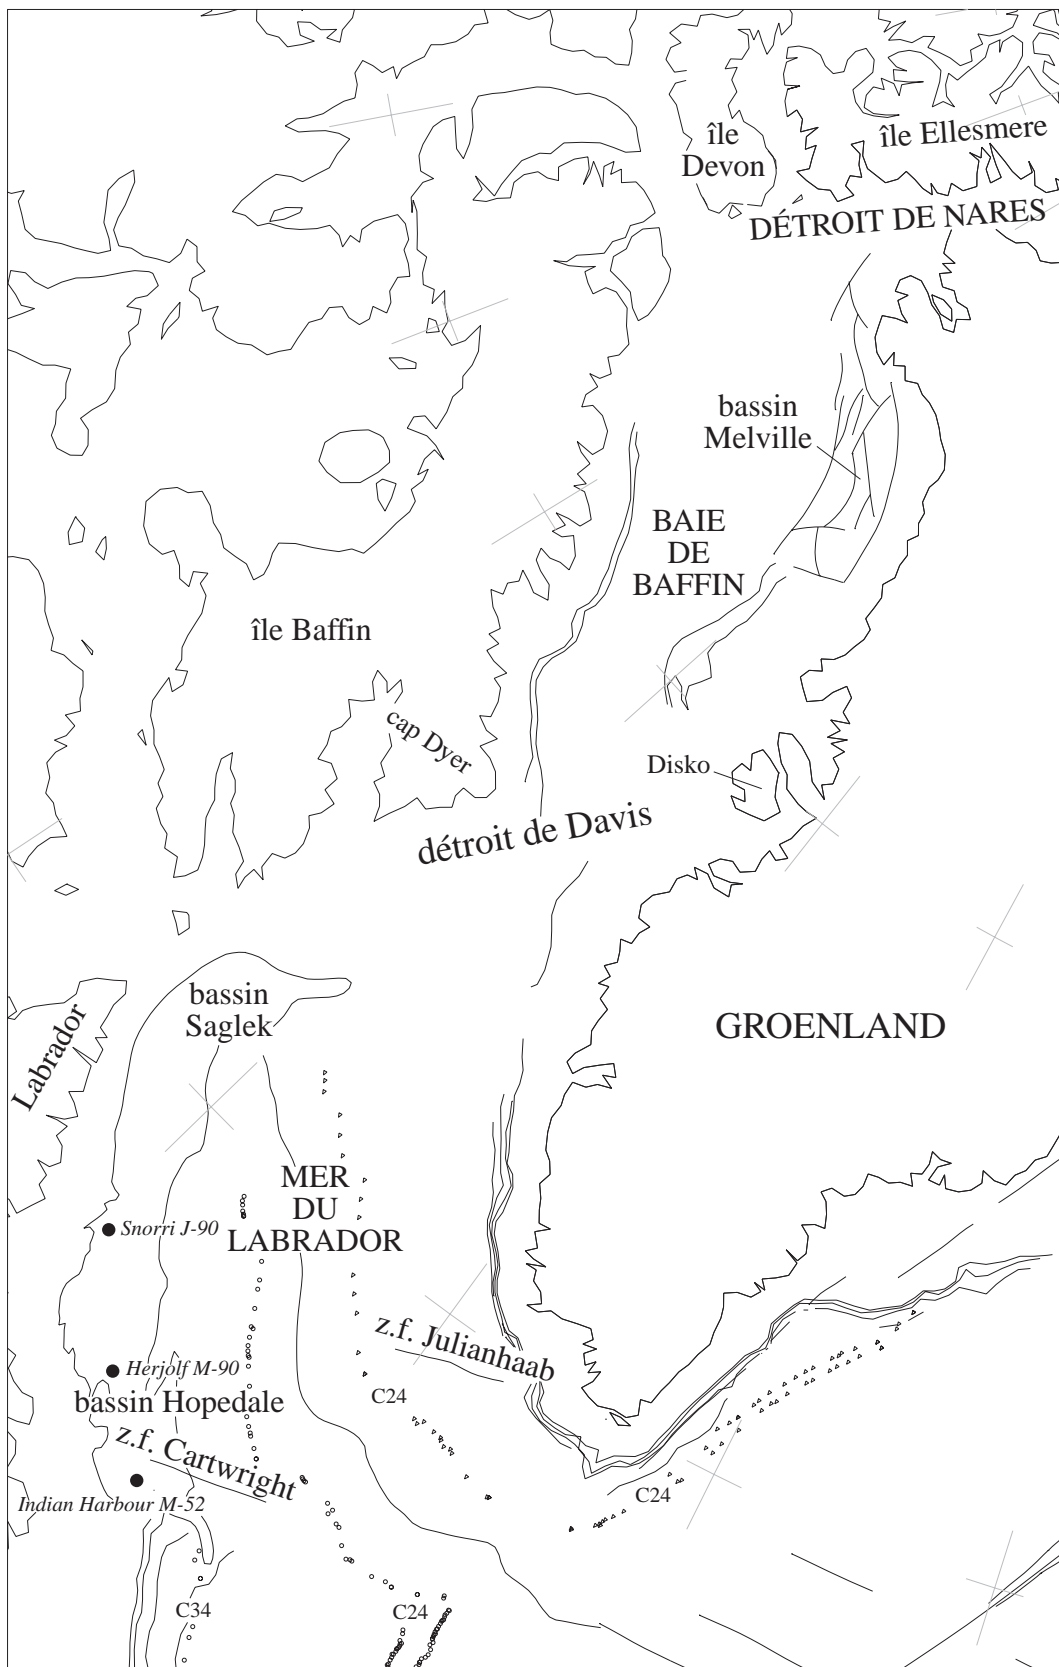 île
Devon
île Ellesmere
DÉTROIT DE NARES
bassin
Melville
BAIE
DE
BAFFIN
île Baffin
cap Dyer
Disko
détroit de Davis
bassin
Saglek
Labrador
GROENLAND
MER
DU
LABRADOR
Snorri J-90
z.f. Julianhaab
Herjolf M-90
C24
bassin Hopedale
z.f. Cartwright
Indian Harbour M-52
C24
C34
C24